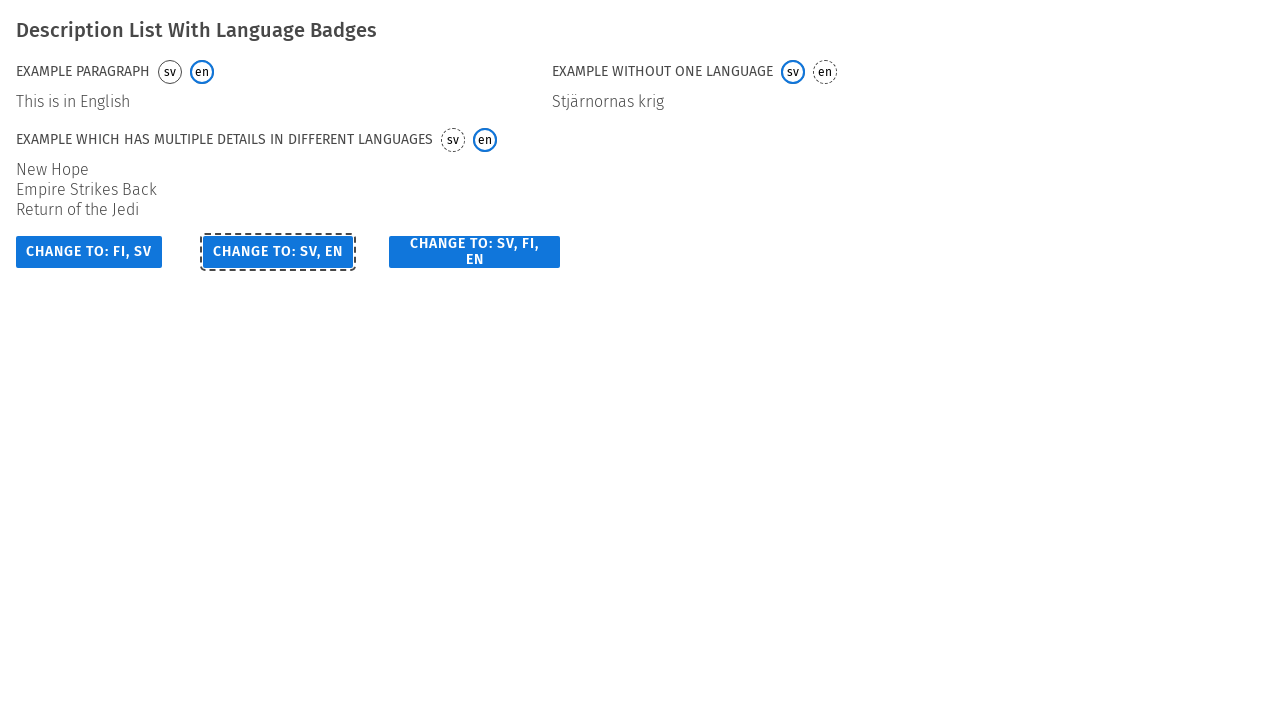 Description List With Language Badges
EXAMPLE PARAGRAPH sv en
This is in English
EXAMPLE WITHOUT ONE LANGUAGE sv en
Stjärnornas krig
EXAMPLE WHICH HAS MULTIPLE DETAILS IN DIFFERENT LANGUAGES sv en
New Hope
Empire Strikes Back
Return of the Jedi
CHANGE TO: FI, SV
CHANGE TO: SV, EN
CHANGE TO: SV, FI,
EN